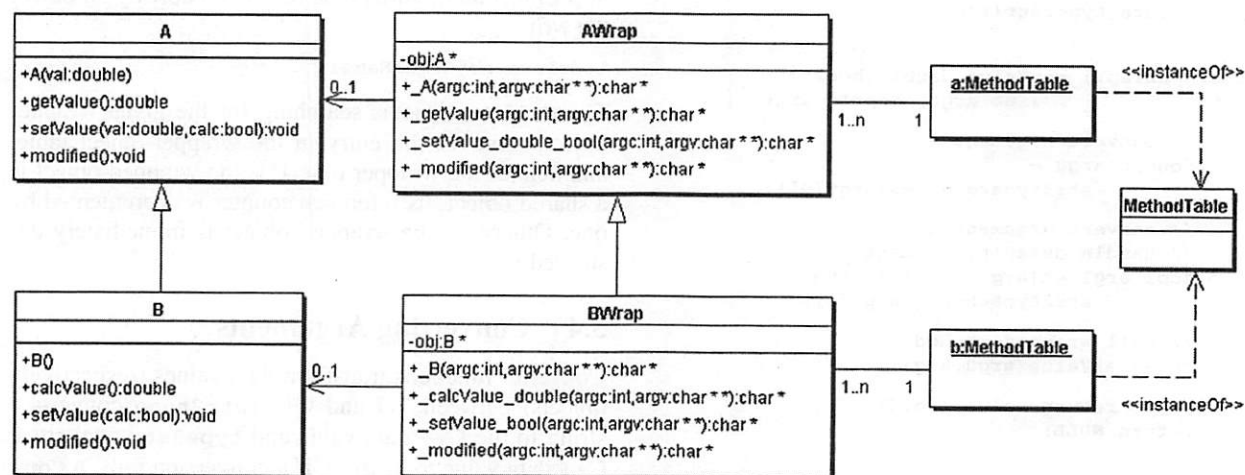 A
+A(val:double)
+getValue():double
+setValue(val:double,calc:bool):void
+modified():void
0..1
AWrap
-obj:A*
+_A(argc:int,argv:char**):char*
+_getValue(argc:int,argv:char**):char*
+_setValue_double_bool(argc:int,argv:char**):char*
+_modified(argc:int,argv:char**):char*
1..n
1
a:MethodTable
<<instanceOf>>
MethodTable
B
+B()
+calcValue():double
+setValue(calc:bool):void
+modified():void
0..1
BWrap
-obj:B*
+_B(argc:int,argv:char**):char*
+_calcValue_double(argc:int,argv:char**):char*
+_setValue_bool(argc:int,argv:char**):char*
+_modified(argc:int,argv:char**):char*
1..n
1
b:MethodTable
<<instanceOf>>